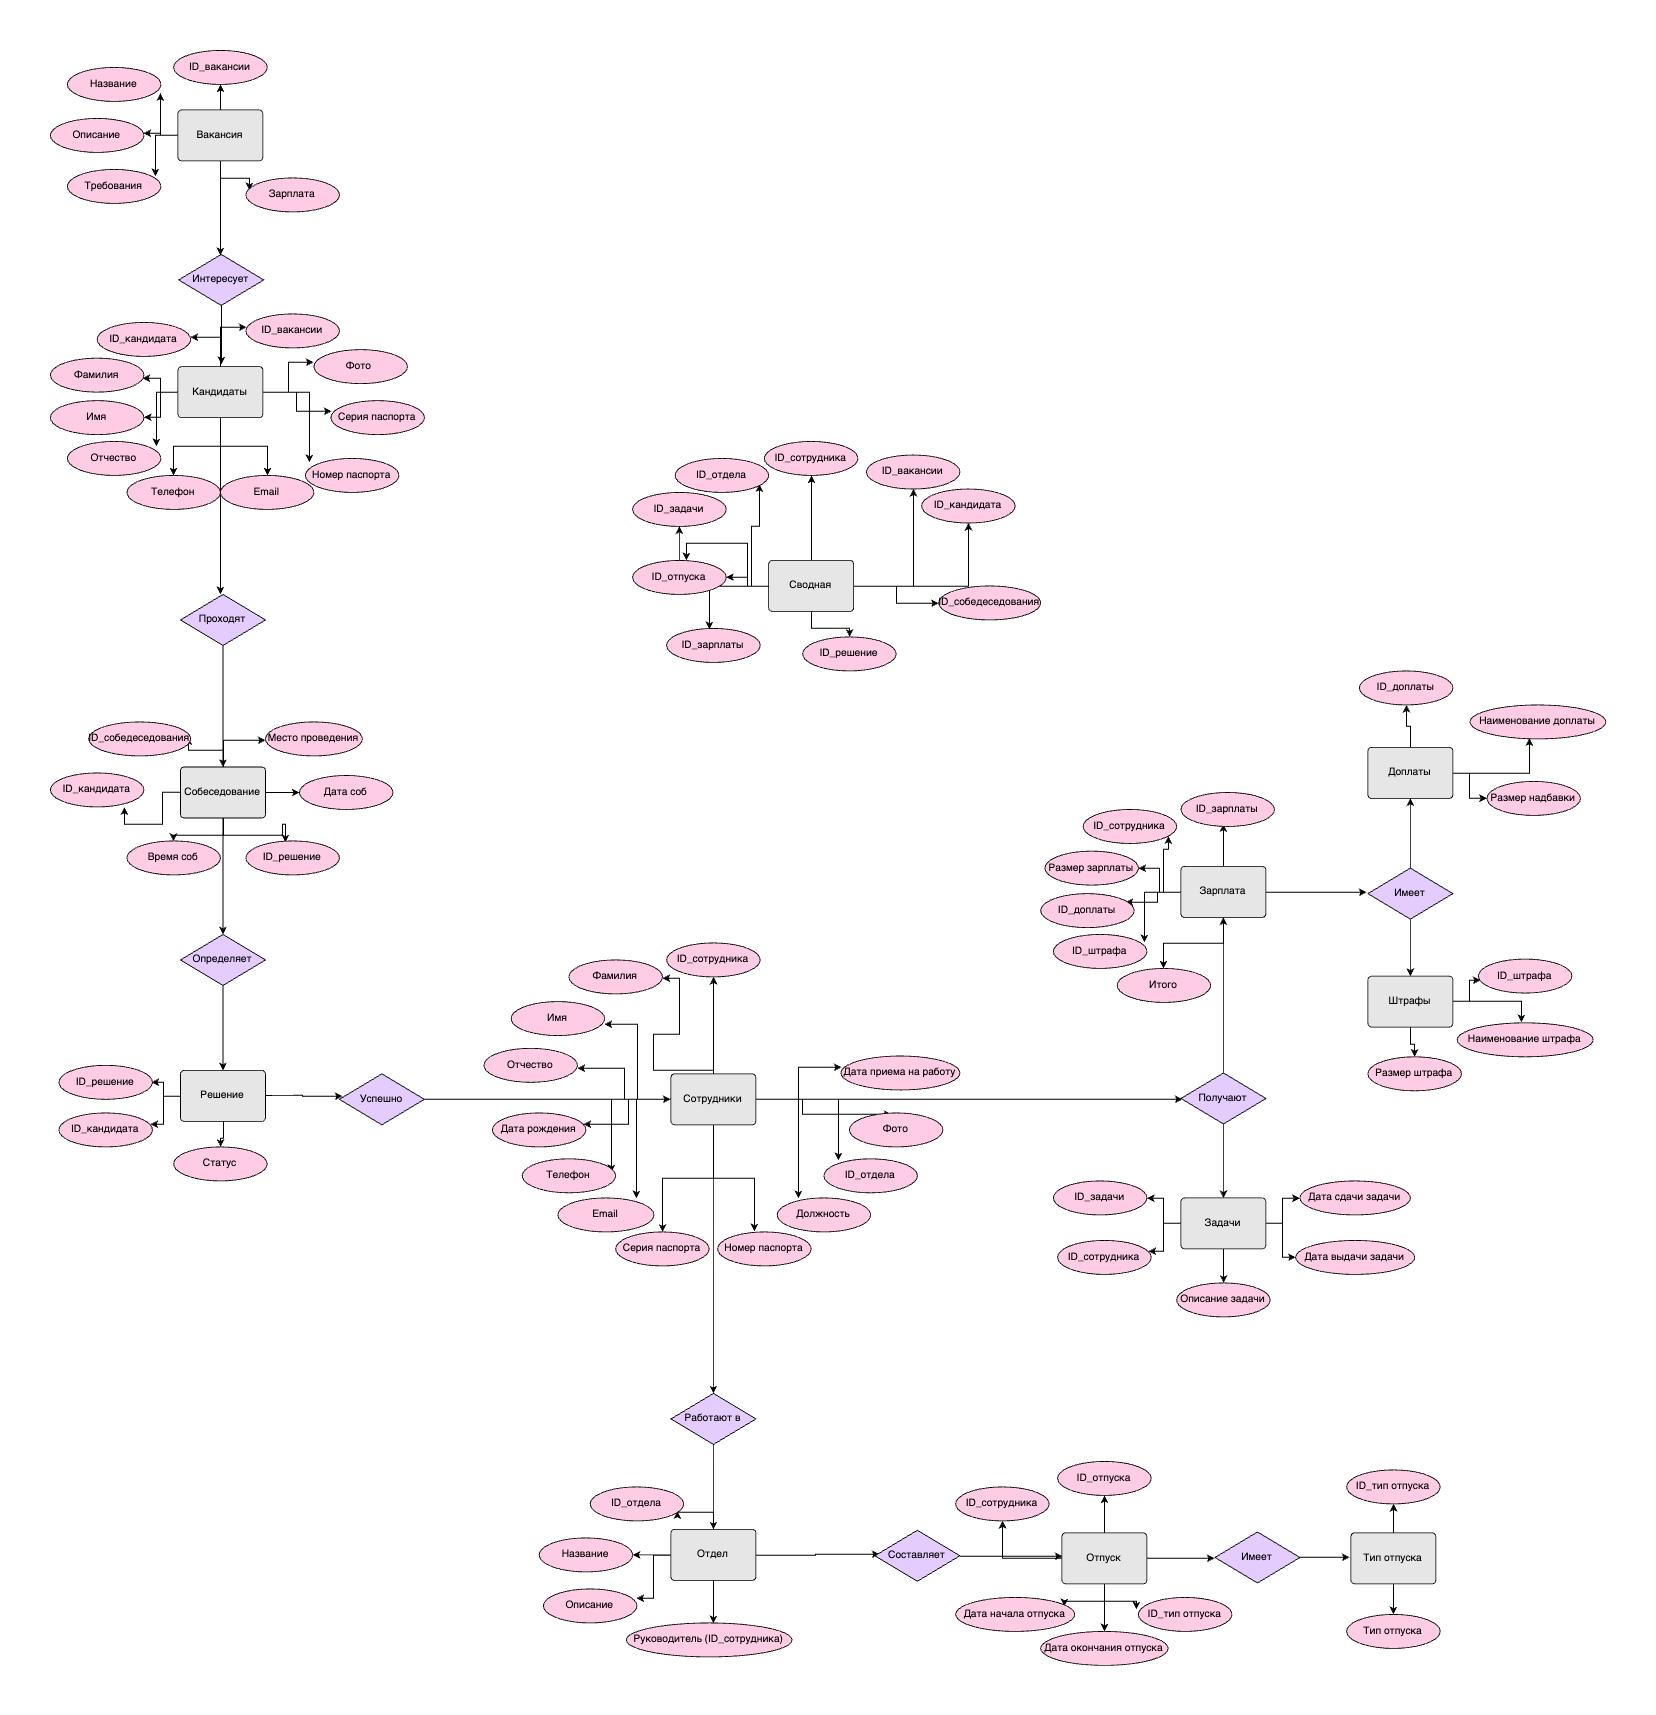 ID_вакансии
Название
Описание
Вакансия
Требования
Зарплата
Интересует
ID_кандидата
ID_вакансии
Фамилия
Фото
Кандидаты
Имя
Серия паспорта
Отчество
Номер паспорта
Телефон
Email
Проходят
ID_собедеседования
Место проведения
ID_кандидата
Собеседование
Дата соб
Время соб
ID_решение
Определяет
ID_решение
Решение
ID_кандидата
Статус
Успешно
ID_сотрудника
ID_отдела
ID_вакансии
ID_задачи
ID_кандидата
ID_отпуска
Сводная
ID_собедеседования
ID_зарплаты
ID_решение
ID_сотрудника
Фамилия
Имя
Отчество
Дата приема на работу
Сотрудники
Дата рождения
Фото
Телефон
ID_отдела
Email
Должность
Серия паспорта
Номер паспорта
Получают
ID_зарплаты
ID_сотрудника
Размер зарплаты
Зарплата
ID_доплаты
ID_штрафа
Итого
Имеет
ID_доплаты
Наименование доплаты
Доплаты
Размер надбавки
ID_штрафа
Штрафы
Наименование штрафа
Размер штрафа
ID_задачи
Дата сдачи задачи
Задачи
ID_сотрудника
Дата выдачи задачи
Описание задачи
Работают в
ID_отдела
Название
Отдел
Описание
Руководитель (ID_сотрудника)
Составляет
ID_отпуска
ID_сотрудника
Отпуск
Дата начала отпуска
ID_тип отпуска
Дата окончания отпуска
Имеет
ID_тип отпуска
Тип отпуска
Тип отпуска